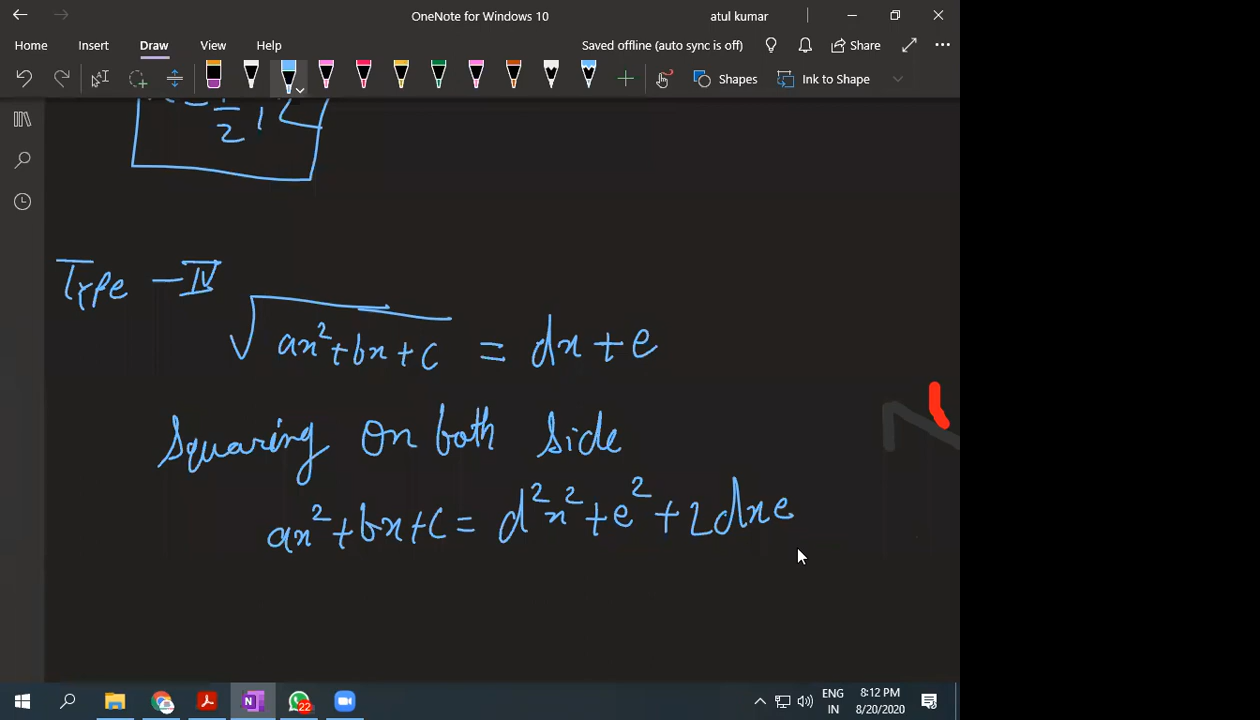 OneNote for Windows 10
atul kumar
Home Insert Draw View Help
Saved offline (auto sync is off)
Share
Shapes
Ink to Shape
Type - IV
√ax²+bx+c = dx+e
Squaring on both side
ax²+bx+c = d²x²+e²+2dxe
22
ENG
IN
8:12 PM
8/20/2020